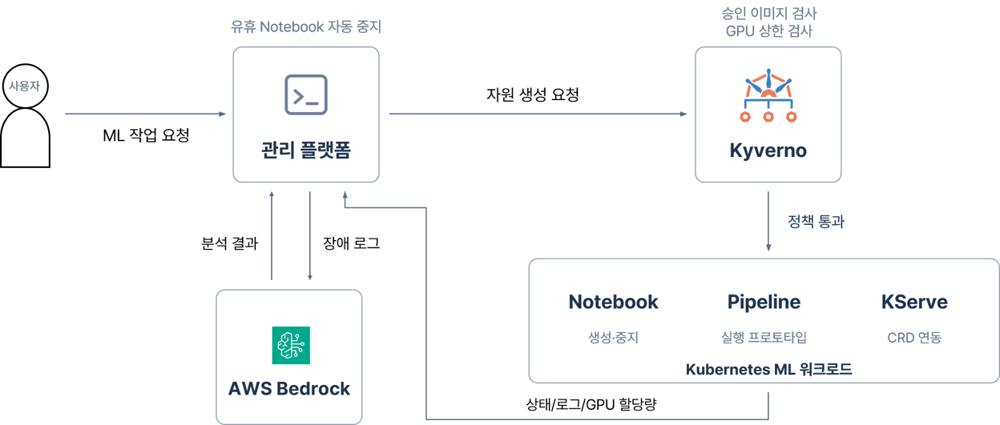 유휴 Notebook 자동 중지
승인 이미지 검사
GPU 상한 검사
사용자
ML 작업 요청
관리 플랫폼
자원 생성 요청
Kyverno
정책 통과
분석 결과
장애 로그
AWS Bedrock
Notebook
Pipeline
KServe
생성·중지
실행 프로토타입
CRD 연동
Kubernetes ML 워크로드
상태/로그/GPU 할당량